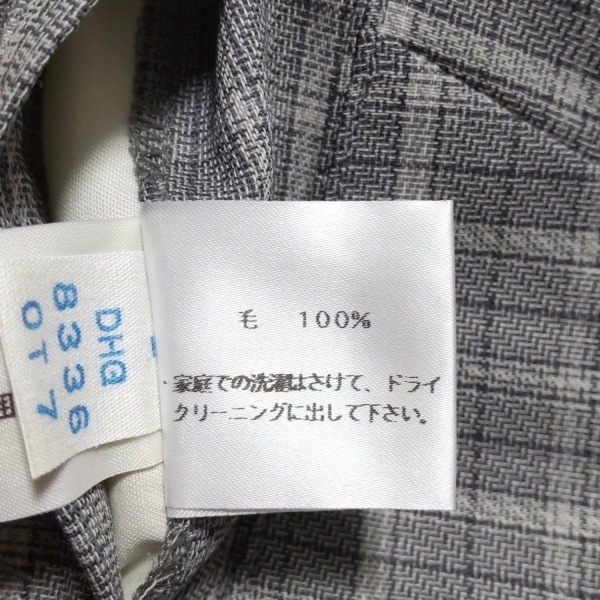 毛 100%
・家庭での洗濯はさけて、ドライ
クリーニングに出して下さい。
DHQ
8336
0T7